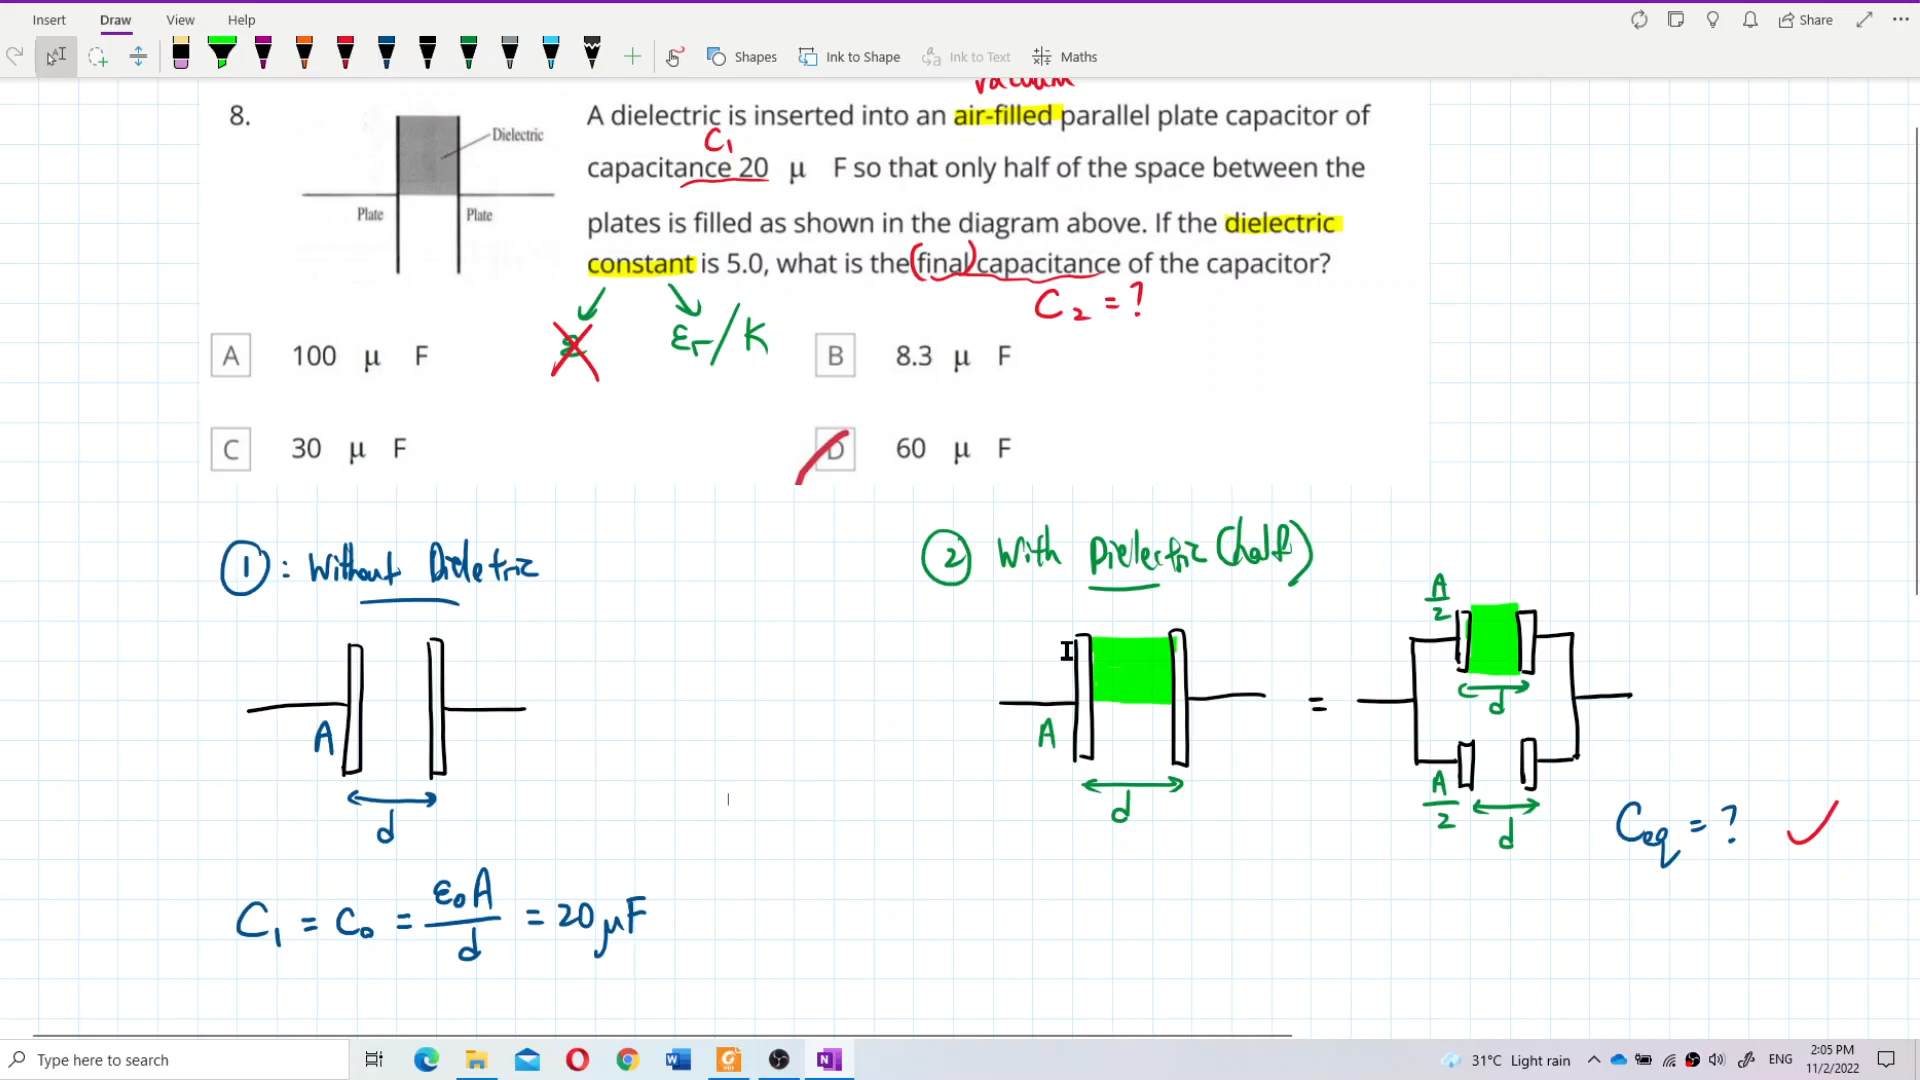 Insert Draw View Help
Share
Shapes Ink to Shape Ink to Text Maths
vacuum
8.
A dielectric is inserted into an air-filled parallel plate capacitor of
C₁
capacitance 20 μ F so that only half of the space between the
plates is filled as shown in the diagram above. If the dielectric
constant is 5.0, what is the (final) capacitance of the capacitor?
Dielectric
Plate Plate
C₂ = ?
ε εr/K
A 100 μ F
B 8.3 μ F
C 30 μ F
D 60 μ F
①: Without Dieletric
A
d
C₁ = C₀ = ε₀A/d = 20 μF
② With Dielectric (half)
A
d
=
A/2
d
A/2
d
Ceq = ?
Type here to search
31°C Light rain
ENG
2:05 PM
11/2/2022